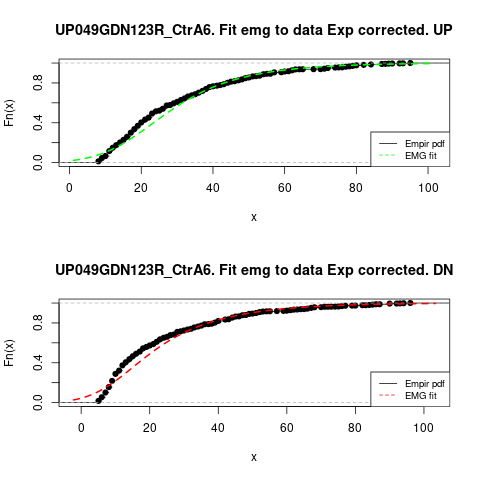 UP049GDN123R_CtrA6. Fit emg to data Exp corrected. UP
Fn(x)
0.0 0.4 0.8
Empir pdf
EMG fit
0 20 40 60 80 100
x
UP049GDN123R_CtrA6. Fit emg to data Exp corrected. DN
Fn(x)
0.0 0.4 0.8
Empir pdf
EMG fit
0 20 40 60 80 100
x